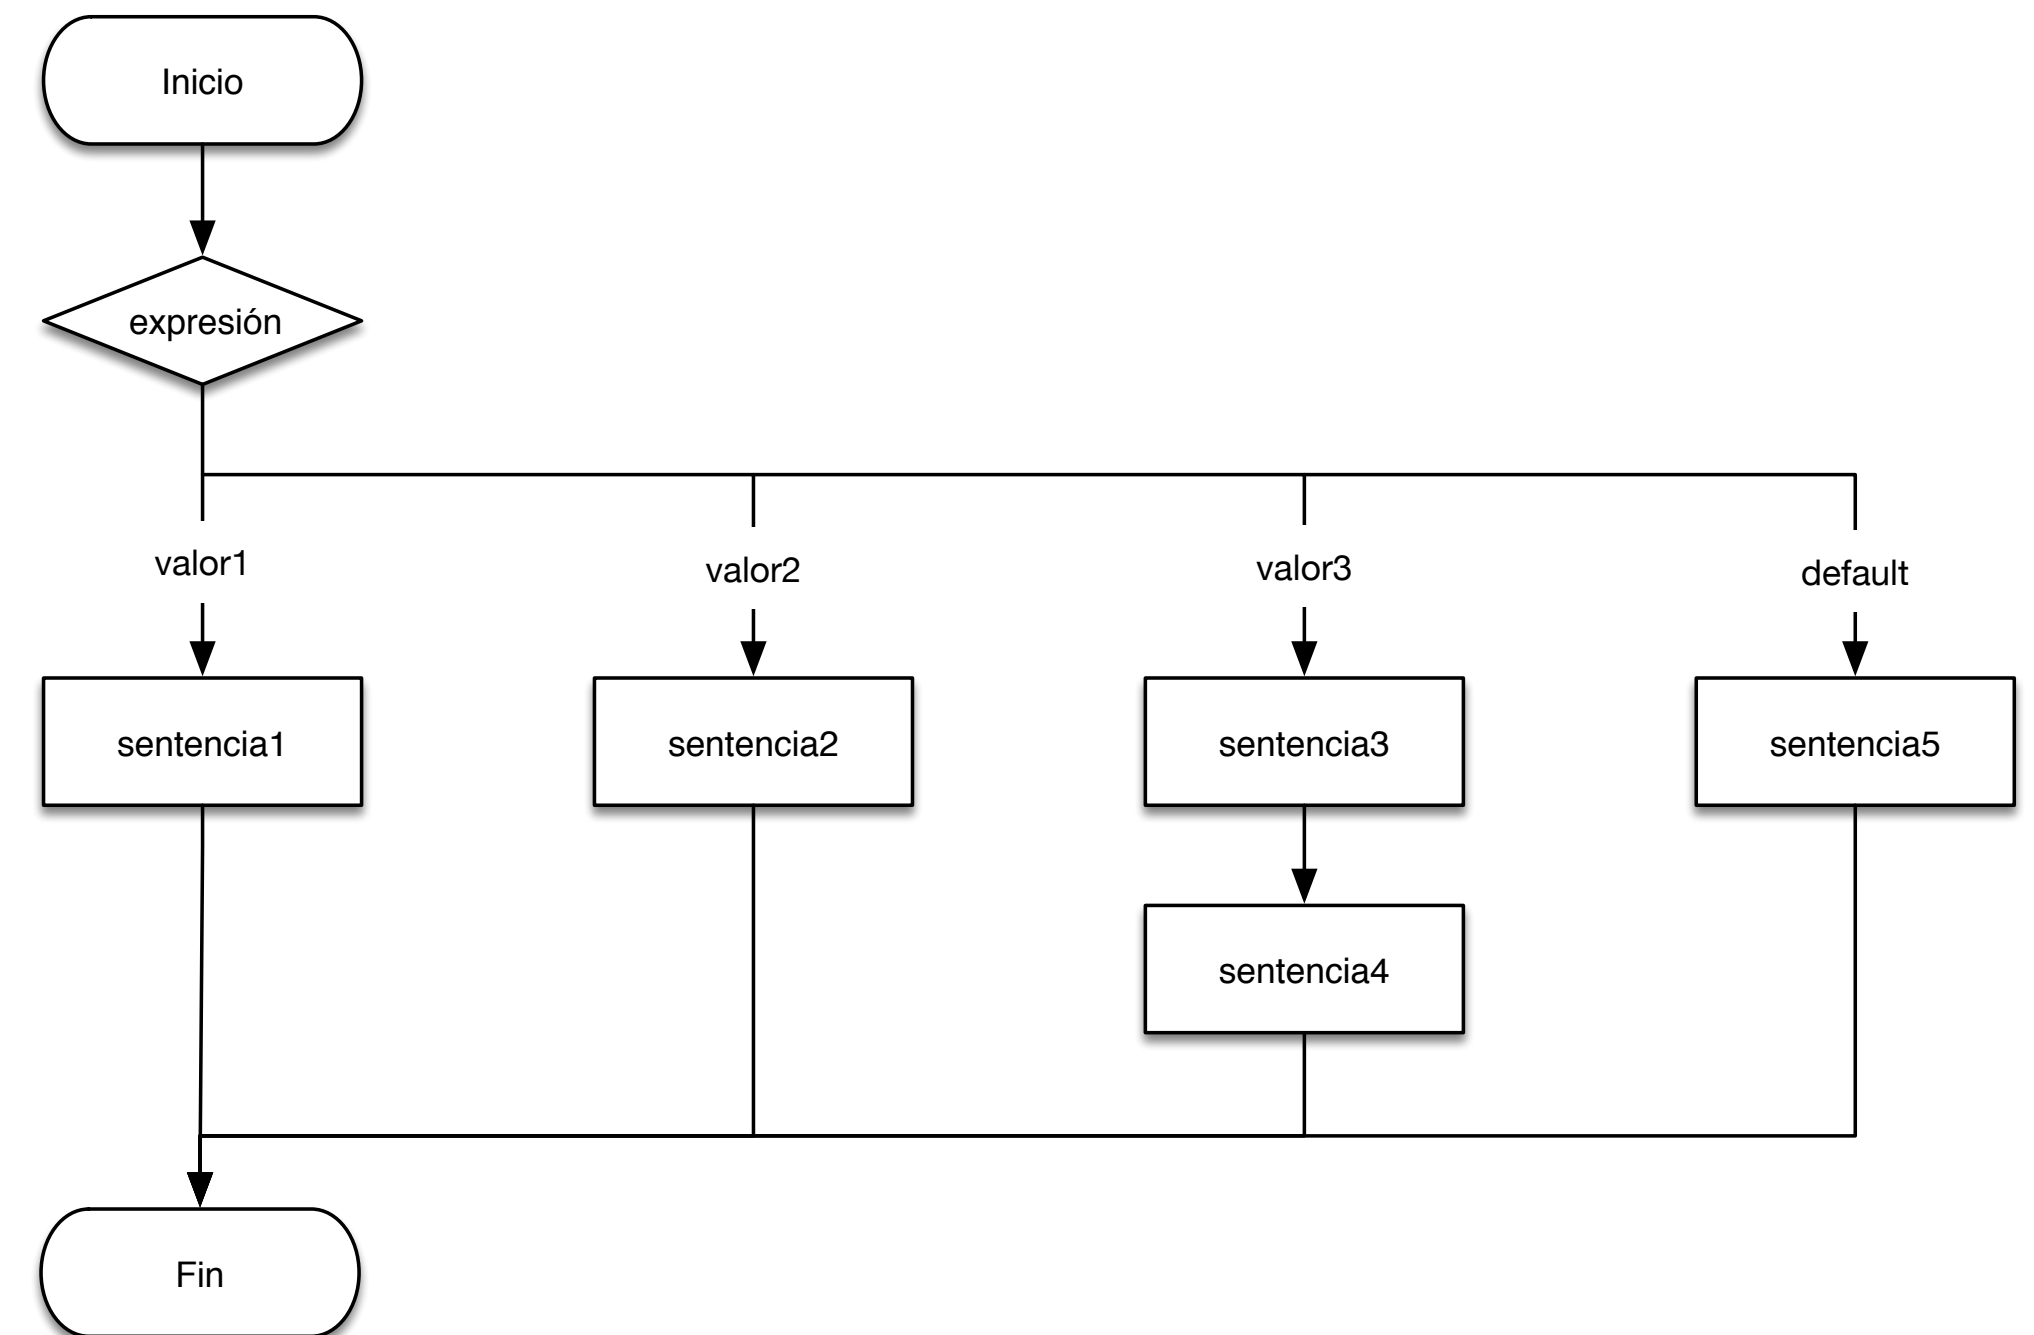 Inicio
expresión
valor1
valor2
valor3
default
sentencia1
sentencia2
sentencia3
sentencia5
sentencia4
Fin